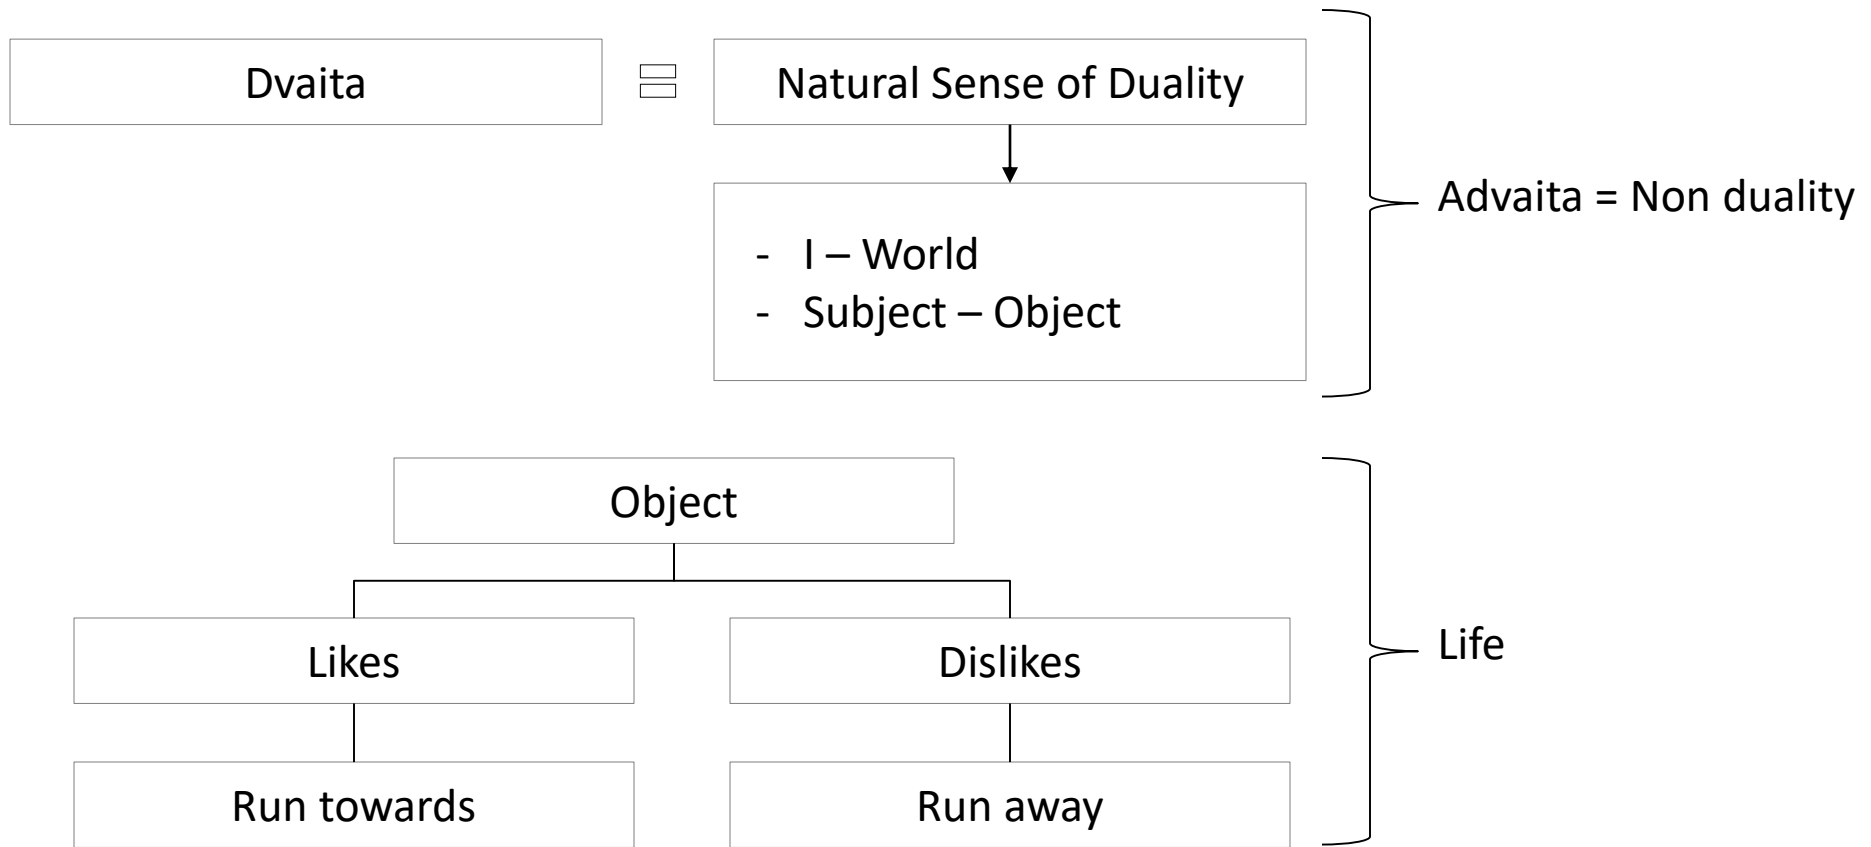 Dvaita = Natural Sense of Duality
- I – World
- Subject – Object
Advaita = Non duality
Object
Likes
Dislikes
Run towards
Run away
Life